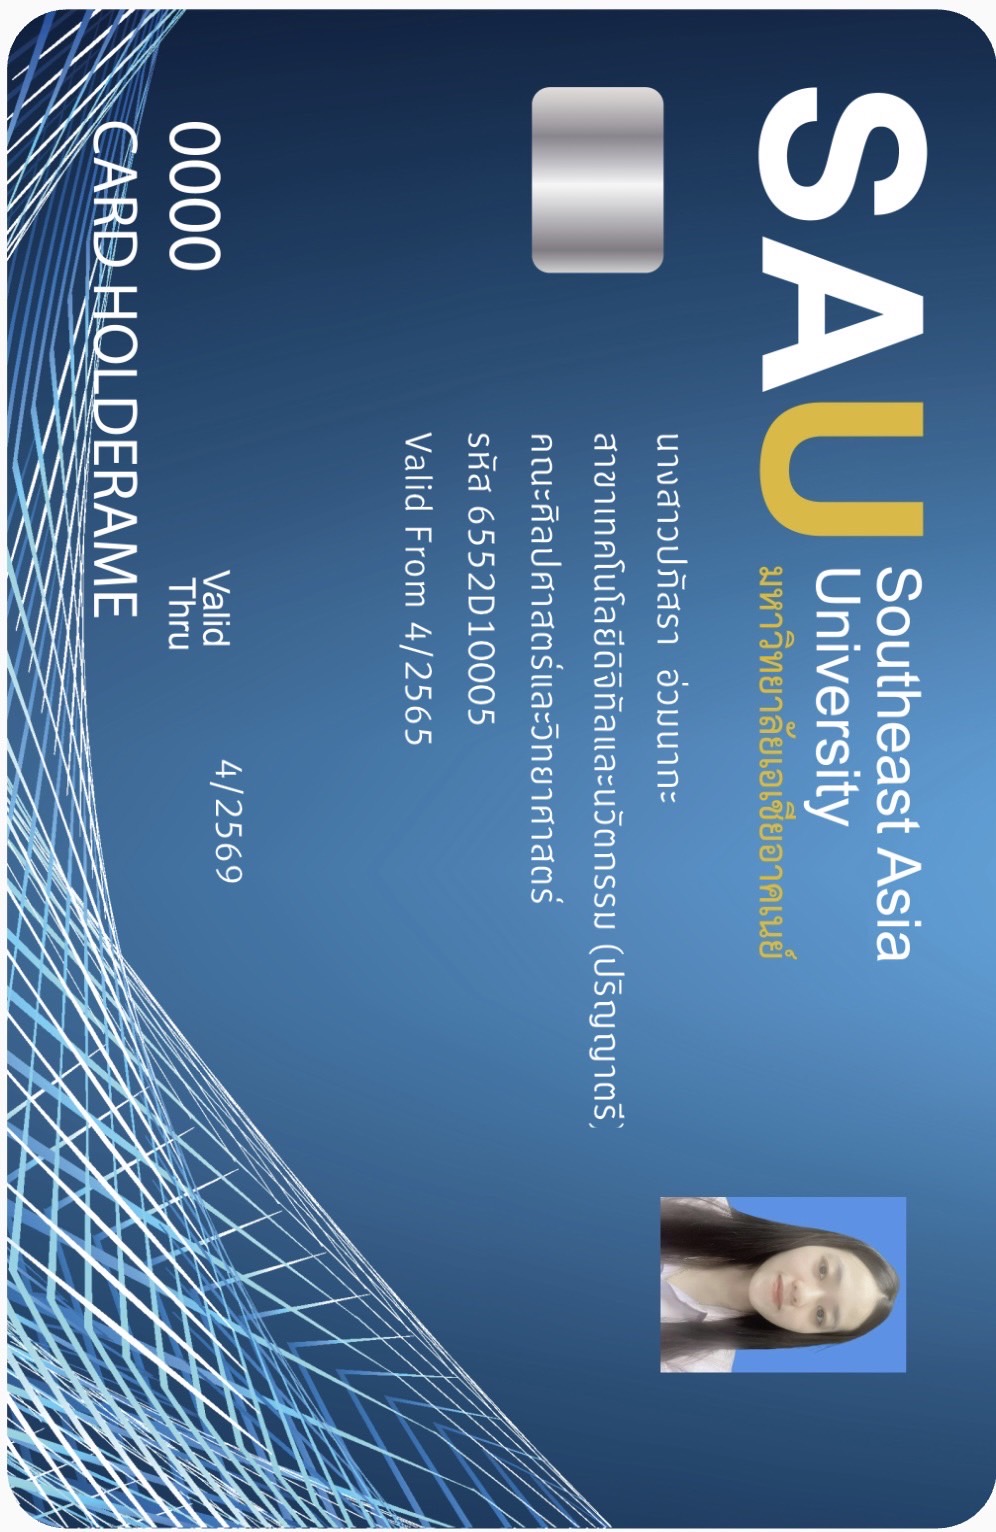 SAU
Southeast Asia
University
มหาวิทยาลัยเอเชียอาคเนย์
นางสาวปภัสรา อ่วมนากะ
สาขาเทคโนโลยีดิจิทัลและนวัตกรรม (ปริญญาตรี)
คณะศิลปศาสตร์และวิทยาศาสตร์
รหัส 6552D10005
Valid From 4/2565
0000
Valid
Thru
4/2569
CARD HOLDERAME